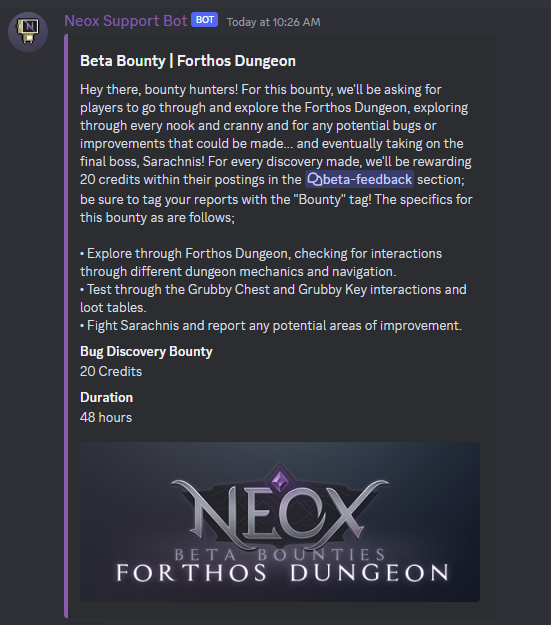 Neox Support Bot BOT Today at 10:26 AM
Beta Bounty | Forthos Dungeon
Hey there, bounty hunters! For this bounty, we'll be asking for
players to go through and explore the Forthos Dungeon, exploring
through every nook and cranny and for any potential bugs or
improvements that could be made... and eventually taking on the
final boss, Sarachnis! For every discovery made, we'll be rewarding
20 credits within their postings in the beta-feedback section;
be sure to tag your reports with the "Bounty" tag! The specifics for
this bounty as are follows;
• Explore through Forthos Dungeon, checking for interactions
through different dungeon mechanics and navigation.
• Test through the Grubby Chest and Grubby Key interactions and
loot tables.
• Fight Sarachnis and report any potential areas of improvement.
Bug Discovery Bounty
20 Credits
Duration
48 hours
NEOX
BETA BOUNTIES
FORTHOS DUNGEON